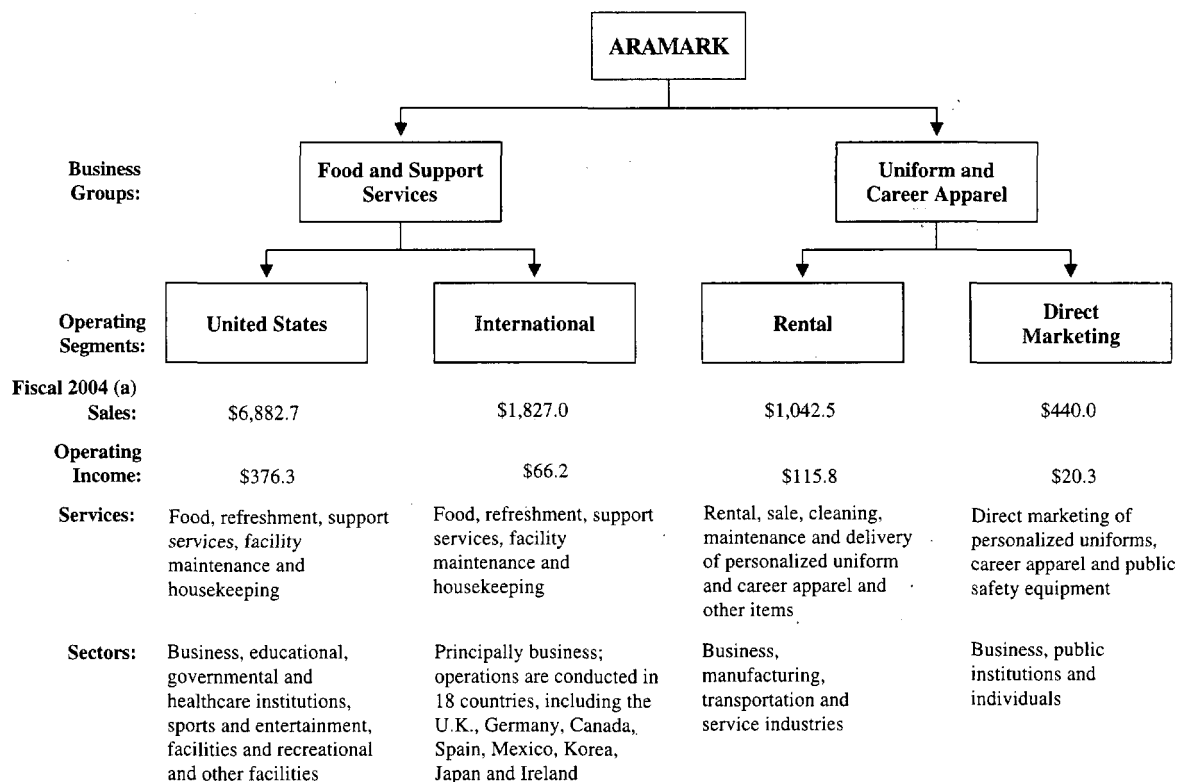 ARAMARK
Business
Groups:
Food and Support
Services
Uniform and
Career Apparel
Operating
Segments:
United States
International
Rental
Direct
Marketing
Fiscal 2004 (a)
Sales:
$6,882.7
$1,827.0
$1,042.5
$440.0
Operating
Income:
$376.3
$66.2
$115.8
$20.3
Services:
Food, refreshment, support
services, facility
maintenance and
housekeeping
Food, refreshment, support
services, facility
maintenance and
housekeeping
Rental, sale, cleaning,
maintenance and delivery
of personalized uniform
and career apparel and
other items
Direct marketing of
personalized uniforms,
career apparel and public
safety equipment
Sectors:
Business, educational,
governmental and
healthcare institutions,
sports and entertainment,
facilities and recreational
and other facilities
Principally business;
operations are conducted in
18 countries, including the
U.K., Germany, Canada,
Spain, Mexico, Korea,
Japan and Ireland
Business,
manufacturing,
transportation and
service industries
Business, public
institutions and
individuals